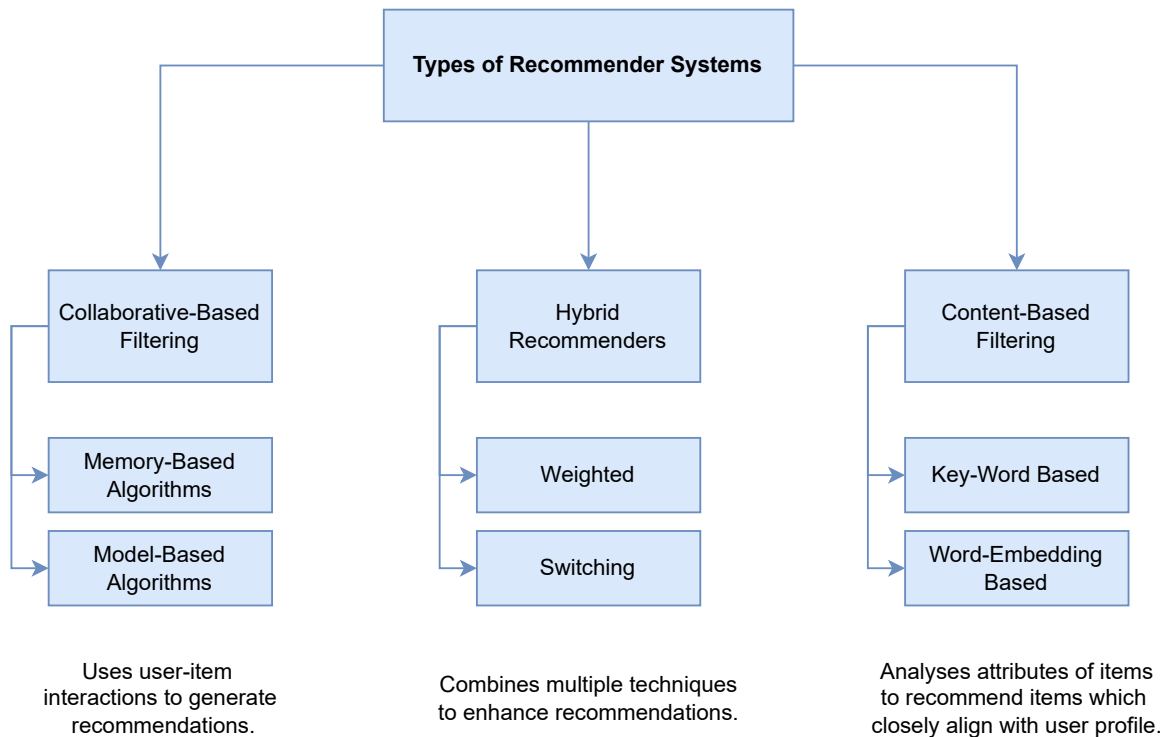 Types of Recommender Systems
Collaborative-Based
Filtering
Hybrid
Recommenders
Content-Based
Filtering
Memory-Based
Algorithms
Weighted
Key-Word Based
Model-Based
Algorithms
Switching
Word-Embedding
Based
Uses user-item
interactions to generate
recommendations.
Combines multiple techniques
to enhance recommendations.
Analyses attributes of items
to recommend items which
closely align with user profile.